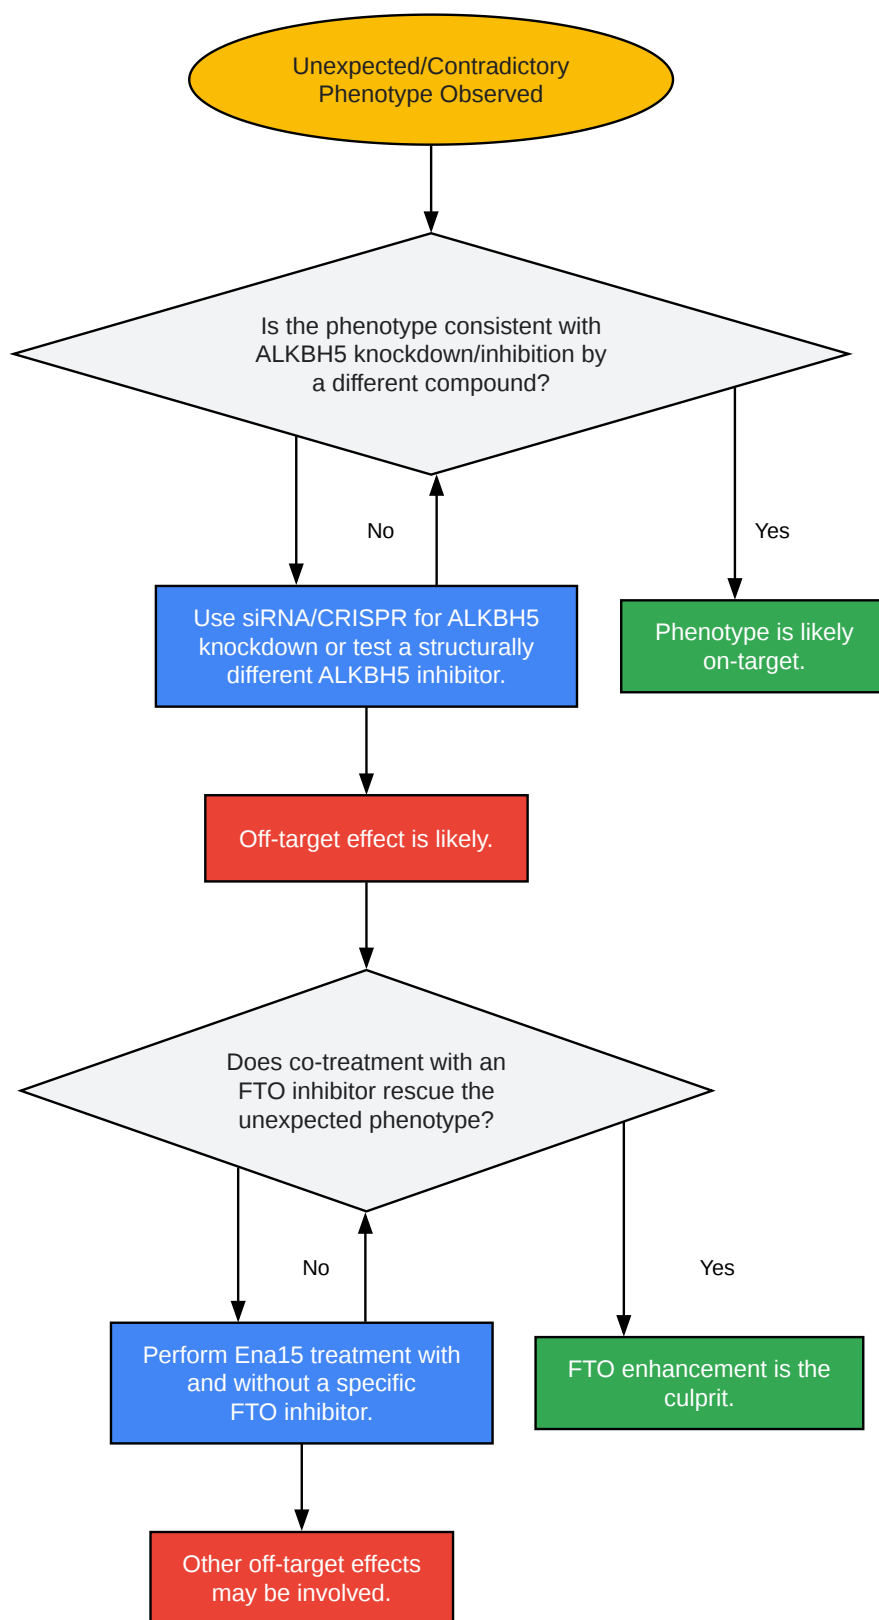 Unexpected/Contradictory
Phenotype Observed
Is the phenotype consistent with
ALKBH5 knockdown/inhibition by
a different compound?
No
Yes
Use siRNA/CRISPR for ALKBH5
knockdown or test a structurally
different ALKBH5 inhibitor.
Phenotype is likely
on-target.
Off-target effect is likely.
Does co-treatment with an
FTO inhibitor rescue the
unexpected phenotype?
No
Yes
Perform Ena15 treatment with
and without a specific
FTO inhibitor.
FTO enhancement is the
culprit.
Other off-target effects
may be involved.